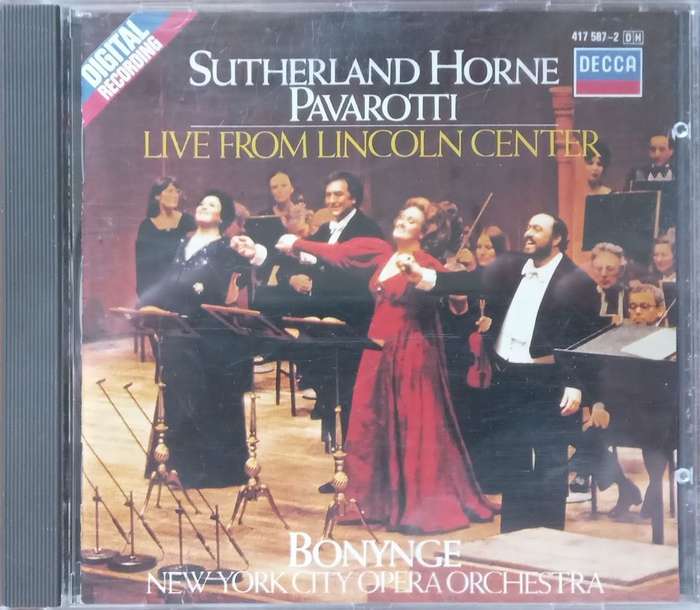 DIGITAL
RECORDING
417 587-2 DH
DECCA
SUTHERLAND HORNE
PAVAROTTI
LIVE FROM LINCOLN CENTER
BONYNGE
NEW YORK CITY OPERA ORCHESTRA